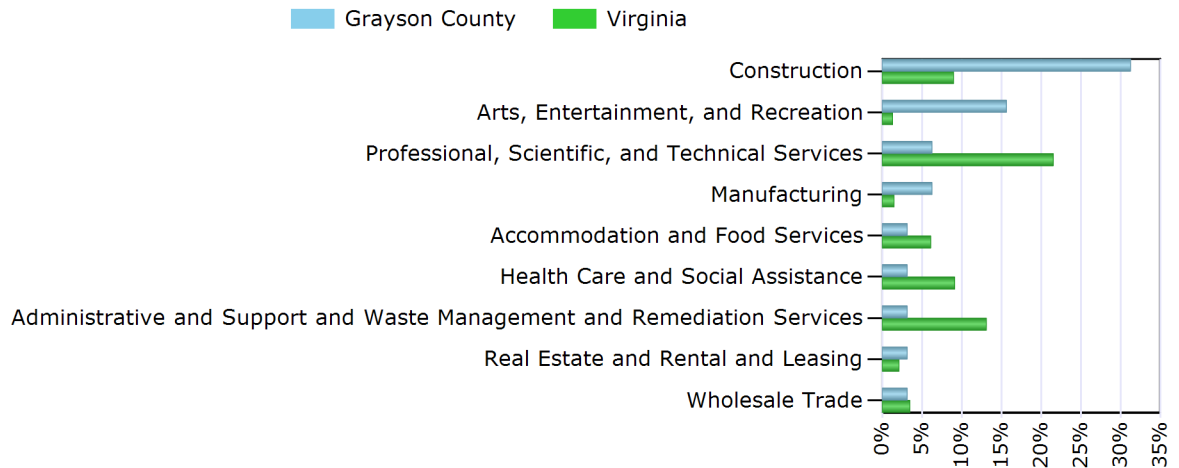 Grayson County Virginia
Construction
Arts, Entertainment, and Recreation
Professional, Scientific, and Technical Services
Manufacturing
Accommodation and Food Services
Health Care and Social Assistance
Administrative and Support and Waste Management and Remediation Services
Real Estate and Rental and Leasing
Wholesale Trade
0% 5% 10% 15% 20% 25% 30% 35%